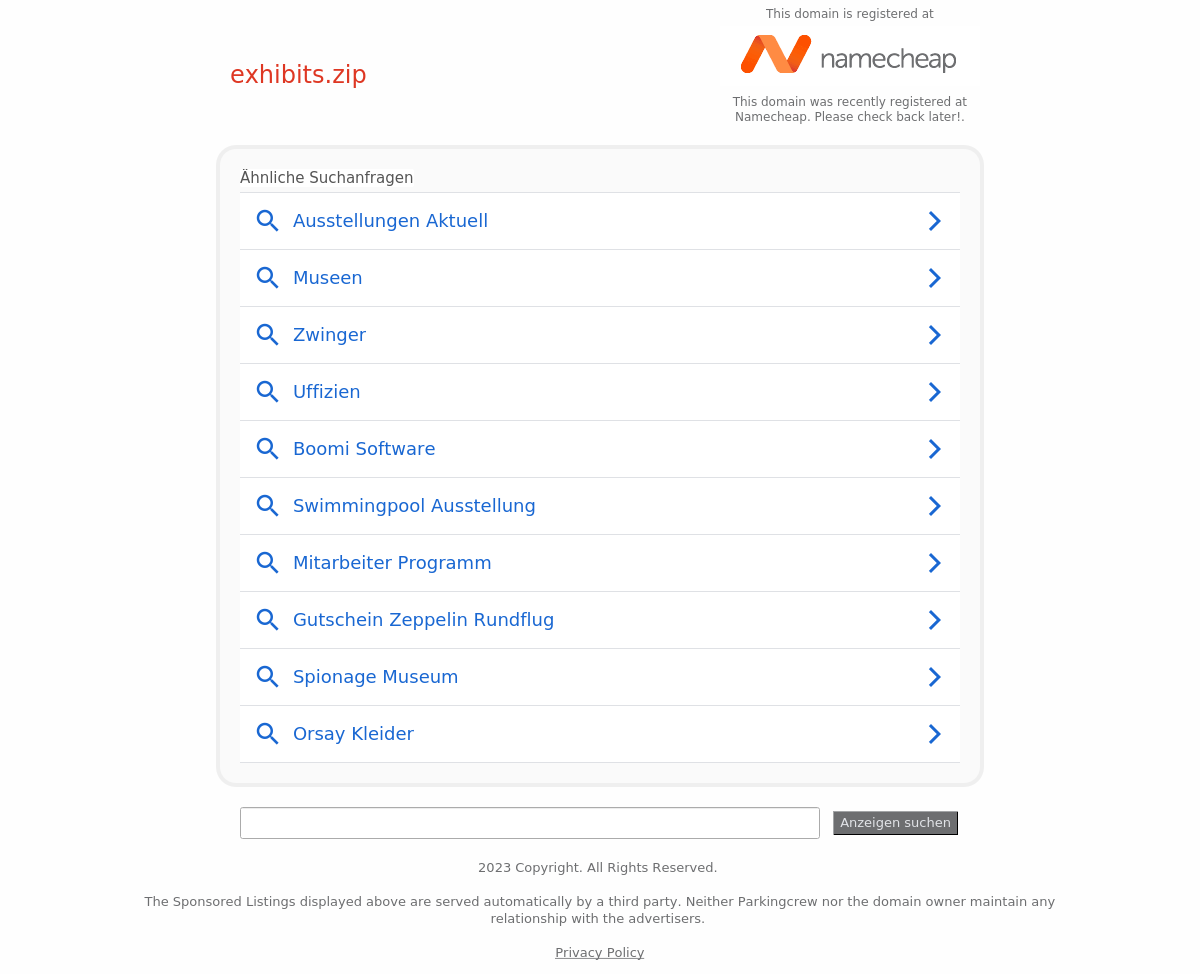 This domain is registered at
namecheap
exhibits.zip
This domain was recently registered at
Namecheap. Please check back later!.
Ähnliche Suchanfragen
Ausstellungen Aktuell
Museen
Zwinger
Uffizien
Boomi Software
Swimmingpool Ausstellung
Mitarbeiter Programm
Gutschein Zeppelin Rundflug
Spionage Museum
Orsay Kleider
Anzeigen suchen
2023 Copyright. All Rights Reserved.
The Sponsored Listings displayed above are served automatically by a third party. Neither Parkingcrew nor the domain owner maintain any
relationship with the advertisers.
Privacy Policy